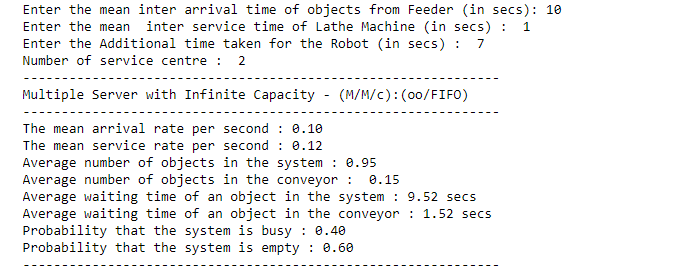 Enter the mean inter arrival time of objects from Feeder (in secs): 10
Enter the mean  inter service time of Lathe Machine (in secs) :  1
Enter the Additional time taken for the Robot (in secs) :  7
Number of service centre :  2
---------------------------------------------------------------
Multiple Server with Infinite Capacity - (M/M/c):(oo/FIFO)
---------------------------------------------------------------
The mean arrival rate per second : 0.10
The mean service rate per second : 0.12
Average number of objects in the system : 0.95
Average number of objects in the conveyor :  0.15
Average waiting time of an object in the system : 9.52 secs
Average waiting time of an object in the conveyor : 1.52 secs
Probability that the system is busy : 0.40
Probability that the system is empty : 0.60
---------------------------------------------------------------